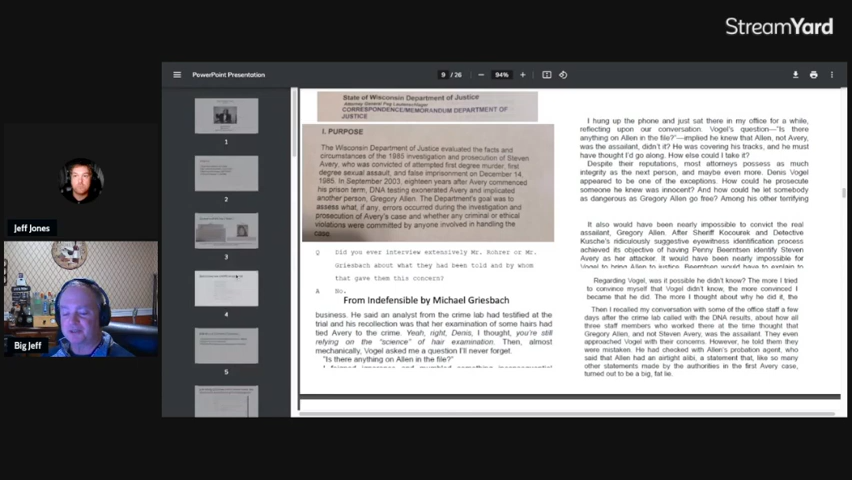 StreamYard
PowerPoint Presentation
9 / 26
94%
State of Wisconsin Department of Justice
Attorney General Peg Lautenschlager
CORRESPONDENCE/MEMORANDUM DEPARTMENT OF
JUSTICE
I. PURPOSE
The Wisconsin Department of Justice evaluated the facts and
circumstances of the 1985 investigation and prosecution of Steven
Avery, who was convicted of attempted first degree murder, first
degree sexual assault, and false imprisonment on December 14,
1985. In September 2003, eighteen years after Avery commenced
his prison term, DNA testing exonerated Avery and implicated
another person, Gregory Allen. The Department's goal was to
assess what, if any, errors occurred during the investigation and
prosecution of Avery's case and whether any criminal or ethical
violations were committed by anyone involved in handling the
case.
Q Did you ever interview extensively Mr. Rohrer or Mr.
Griesbach about what they had been told and by whom
that gave them this concern?
A No.
From Indefensible by Michael Griesbach
business. He said an analyst from the crime lab had testified at the
trial and his recollection was that her examination of some hairs had
tied Avery to the crime. Yeah, right, Denis, I thought, you're still
relying on the "science" of hair examination. Then, almost
mechanically, Vogel asked me a question I'll never forget.
"Is there anything on Allen in the file?"
I hung up the phone and just sat there in my office for a while,
reflecting upon our conversation. Vogel's question—"Is there
anything on Allen in the file?"—implied he knew that Allen, not Avery,
was the assailant, didn't it? He was covering his tracks, and he must
have thought I'd go along. How else could I take it?
Despite their reputations, most attorneys possess as much
integrity as the next person, and maybe even more. Denis Vogel
appeared to be one of the exceptions. How could he prosecute
someone he knew was innocent? And how could he let somebody
as dangerous as Gregory Allen go free? Among his other terrifying
It also would have been nearly impossible to convict the real
assailant, Gregory Allen. After Sheriff Kocourek and Detective
Kusche's ridiculously suggestive eyewitness identification process
achieved its objective of having Penny Beerntsen identify Steven
Avery as her attacker. It would have been nearly impossible for
Vogel to bring Allen to justice. Beerntsen would have to explain to
Regarding Vogel, was it possible he didn't know? The more I tried
to convince myself that Vogel didn't know, the more convinced I
became that he did. The more I thought about why he did it, the
Then I recalled my conversation with some of the office staff a few
days after the crime lab called with the DNA results, about how all
three staff members who worked there at the time thought that
Gregory Allen, and not Steven Avery, was the assailant. They even
approached Vogel with their concerns. However, he told them they
were mistaken. He had checked with Allen's probation agent, who
said that Allen had an airtight alibi, a statement that, like so many
other statements made by the authorities in the first Avery case,
turned out to be a big, fat lie.
1
2
3
4
5
Jeff Jones
Big Jeff